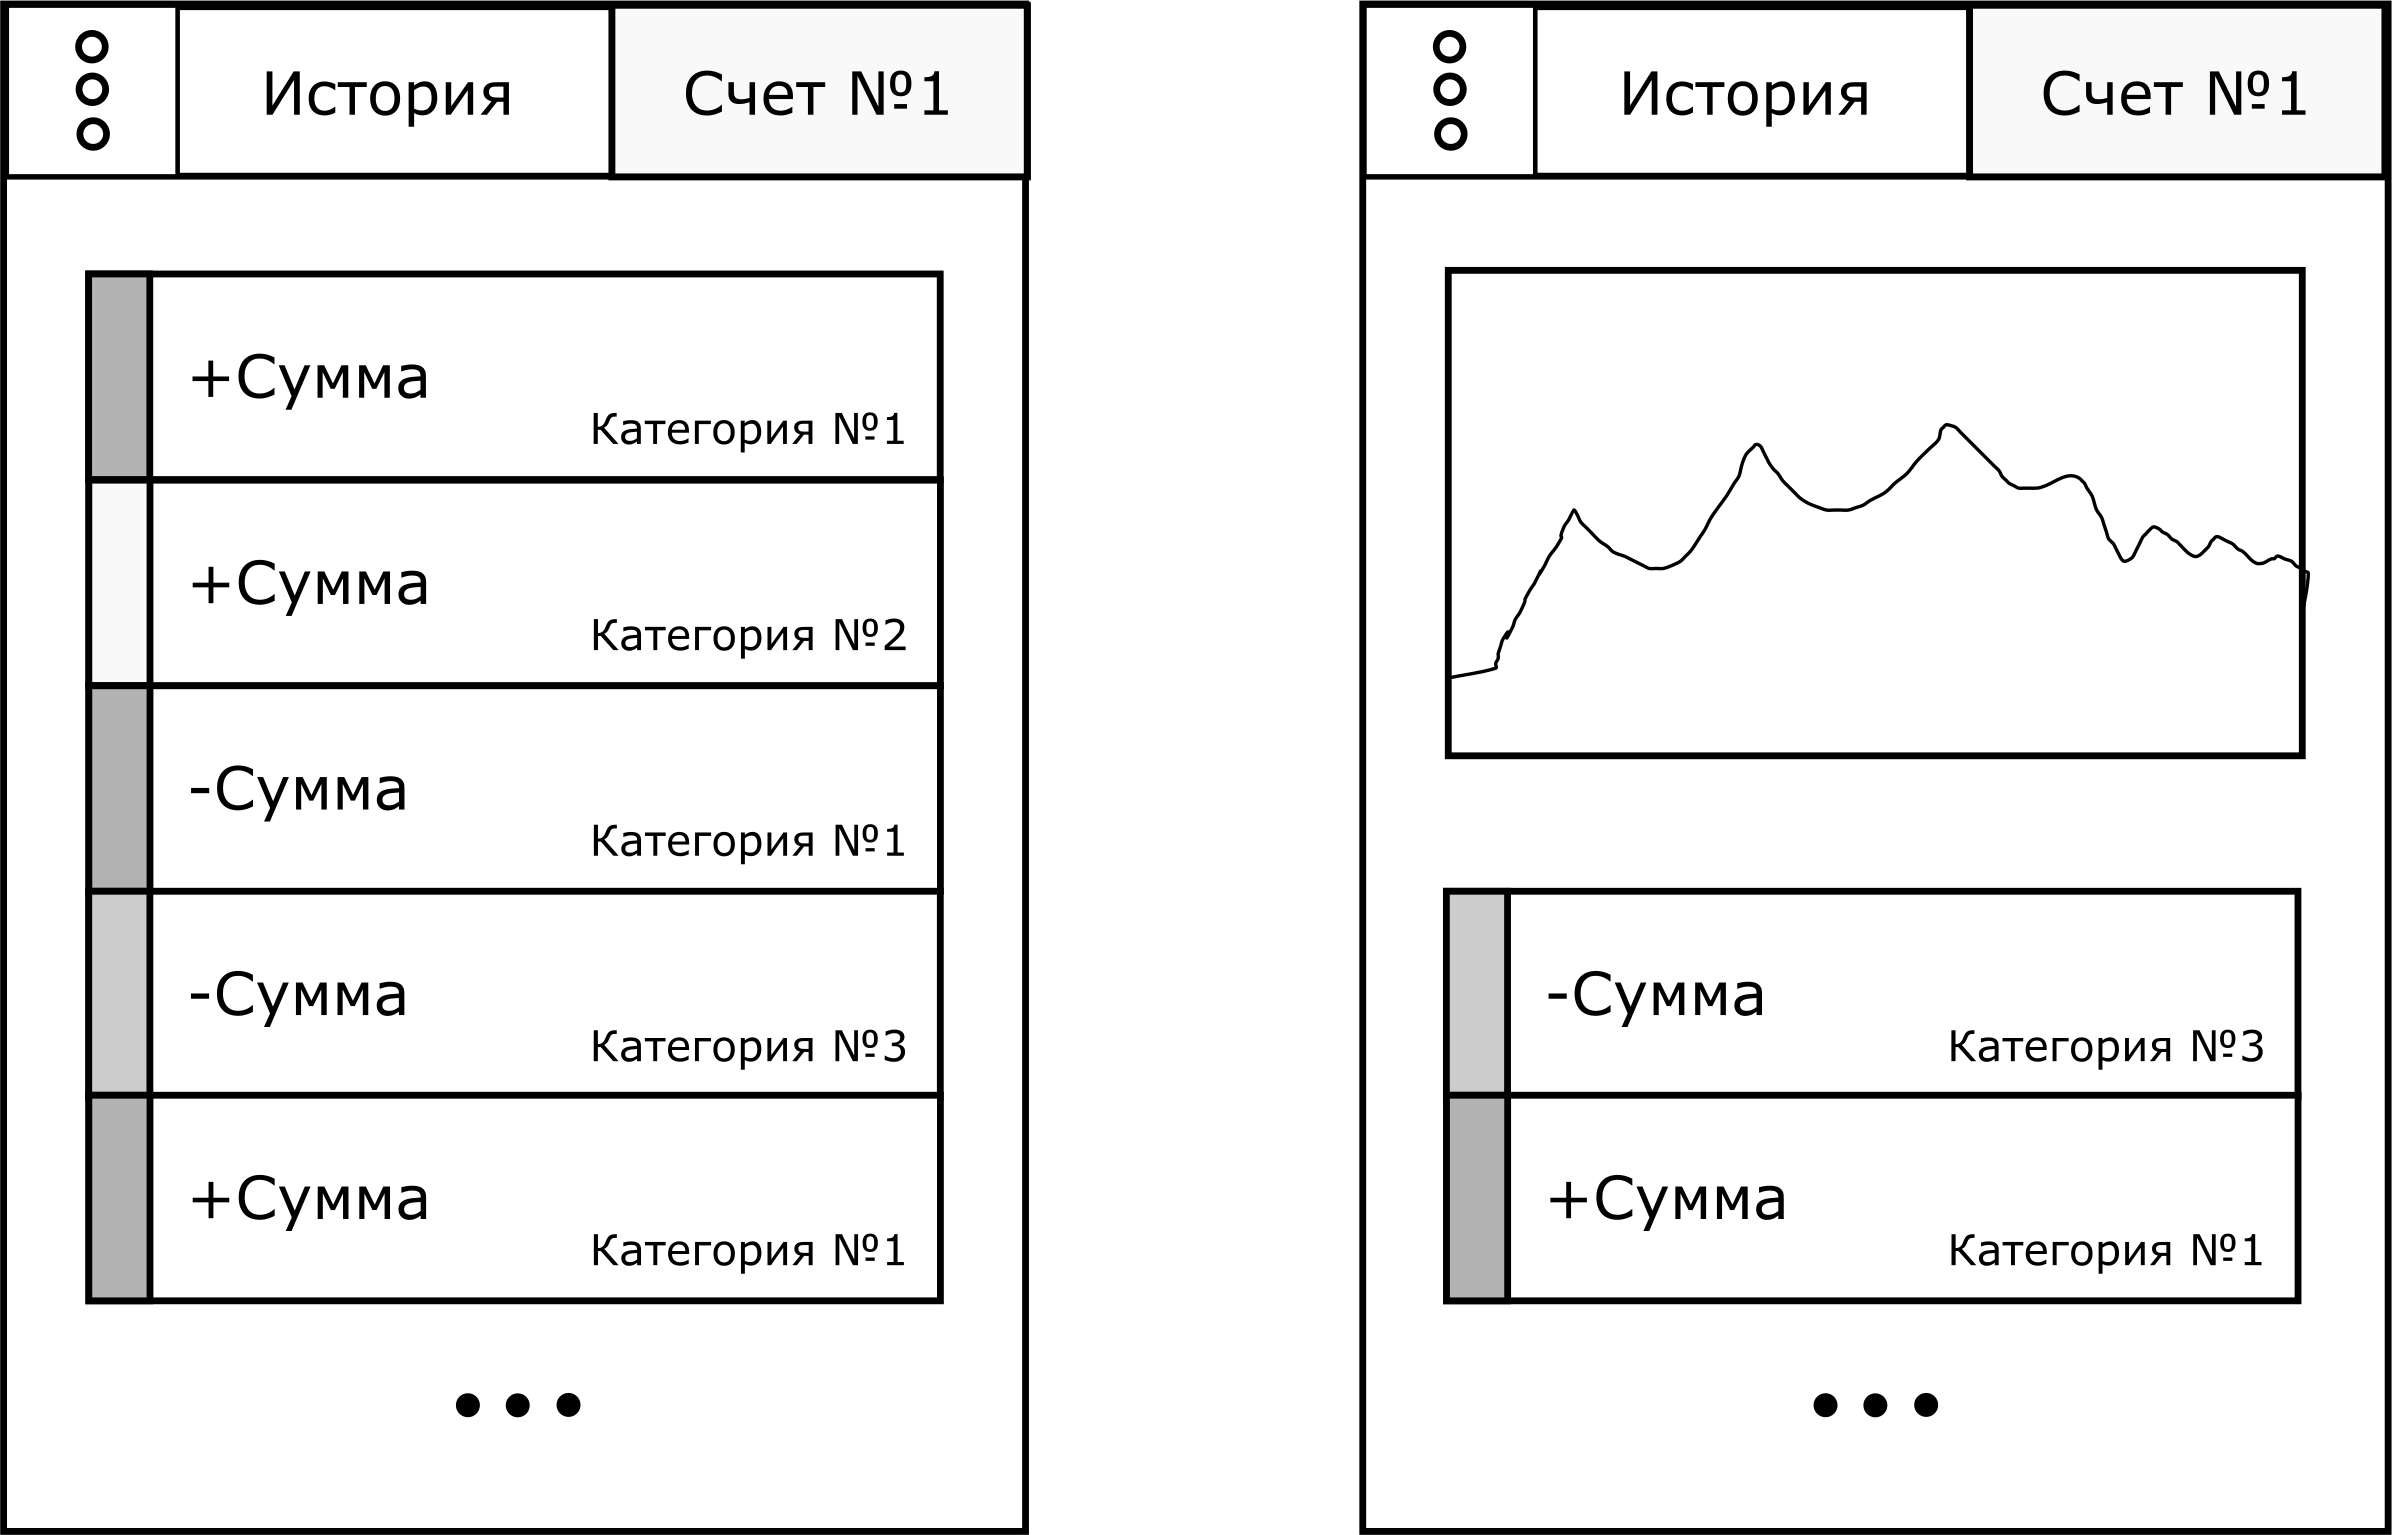 История
Счет №1
+Сумма
Категория №1
+Сумма
Категория №2
-Сумма
Категория №1
-Сумма
Категория №3
+Сумма
Категория №1
История
Счет №1
-Сумма
Категория №3
+Сумма
Категория №1